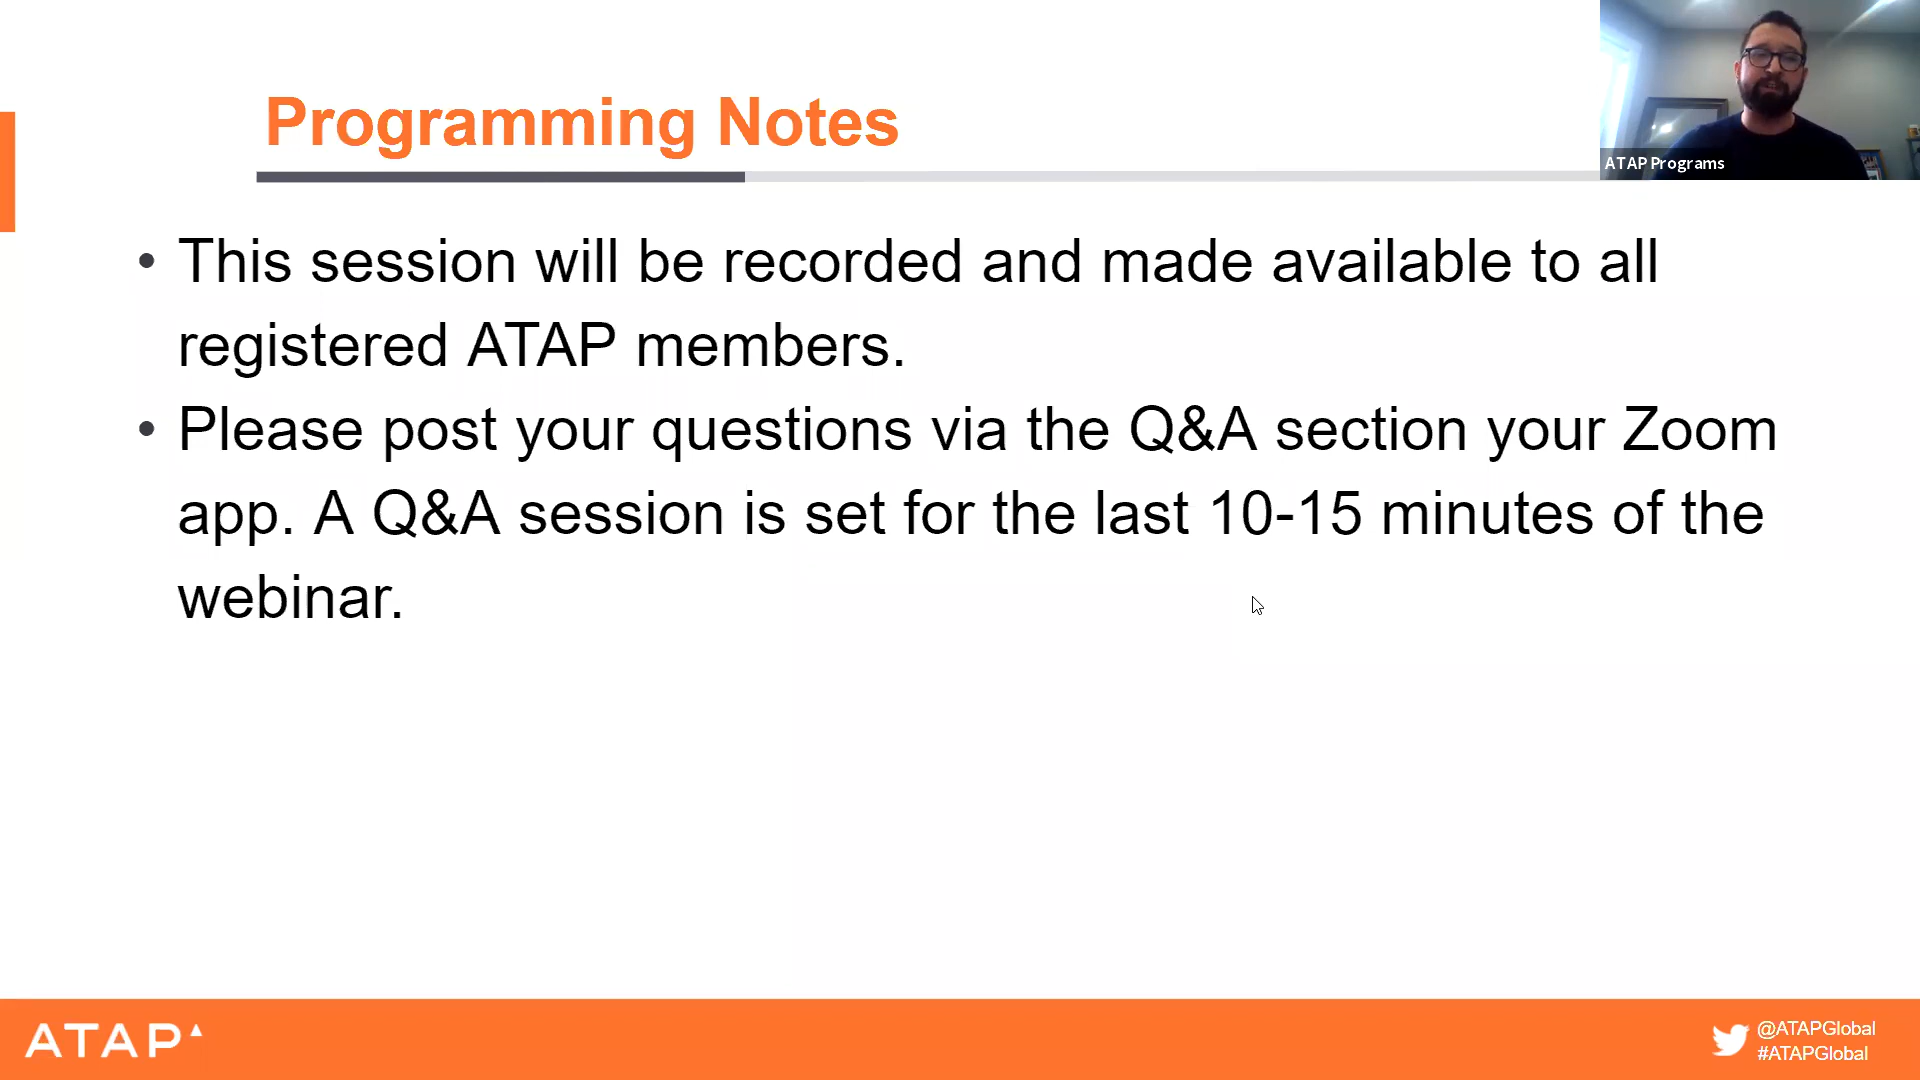 Programming Notes
ATAP Programs
• This session will be recorded and made available to all
registered ATAP members.
• Please post your questions via the Q&A section your Zoom
app. A Q&A session is set for the last 10-15 minutes of the
webinar.
ATAP
@ATAPGlobal
#ATAPGlobal